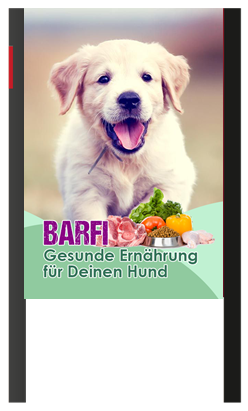 BARFI
Gesunde Ernährung
für Deinen Hund